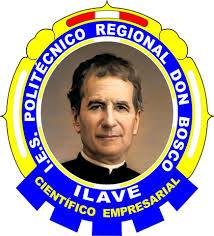 I.E.S. POLITÉCNICO REGIONAL DON BOSCO
ILAVE
CIENTÍFICO EMPRESARIAL